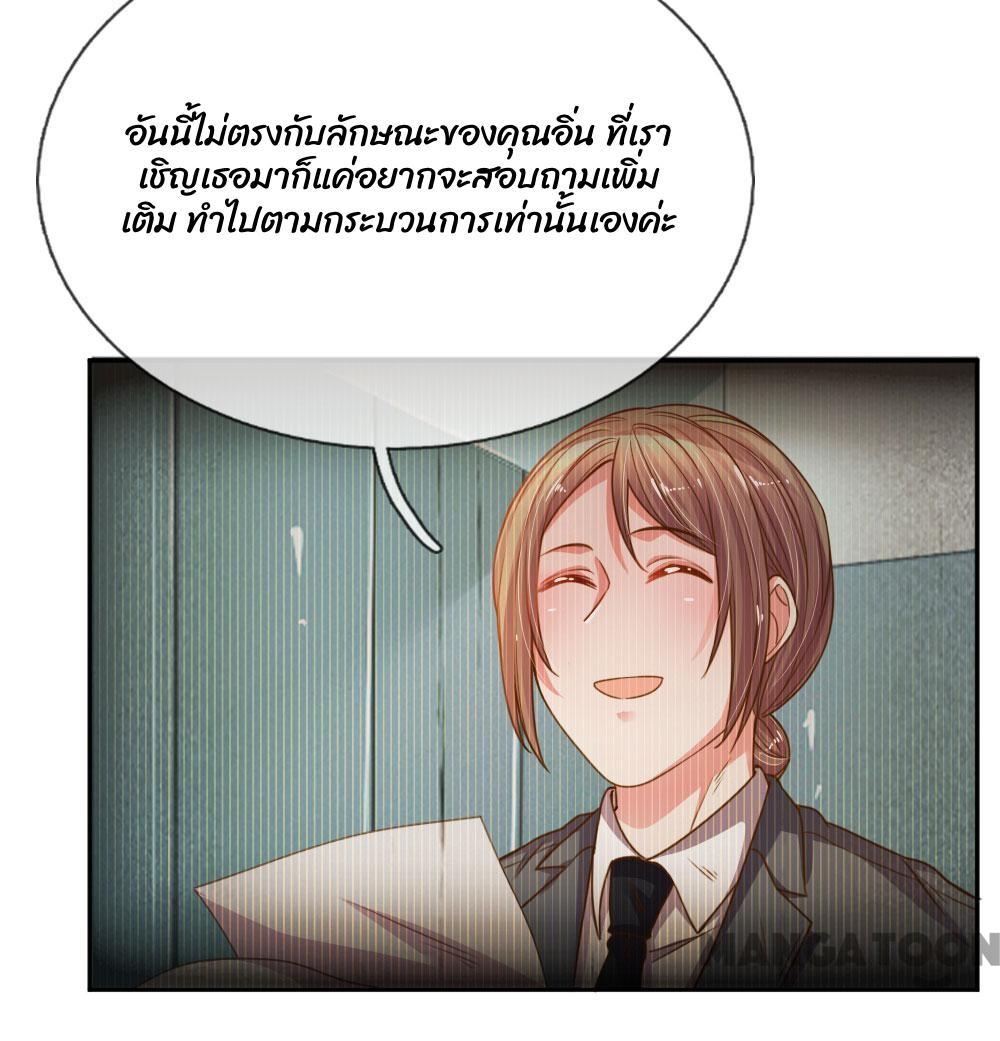 อันนี้ไม่ตรงกับลักษณะของคุณอิ่น ที่เรา
เชิญเธอมาก็แค่อยากจะสอบถามเพิ่ม
เติม ทำไปตามกระบวนการเท่านั้นเองค่ะ
MANGATOON